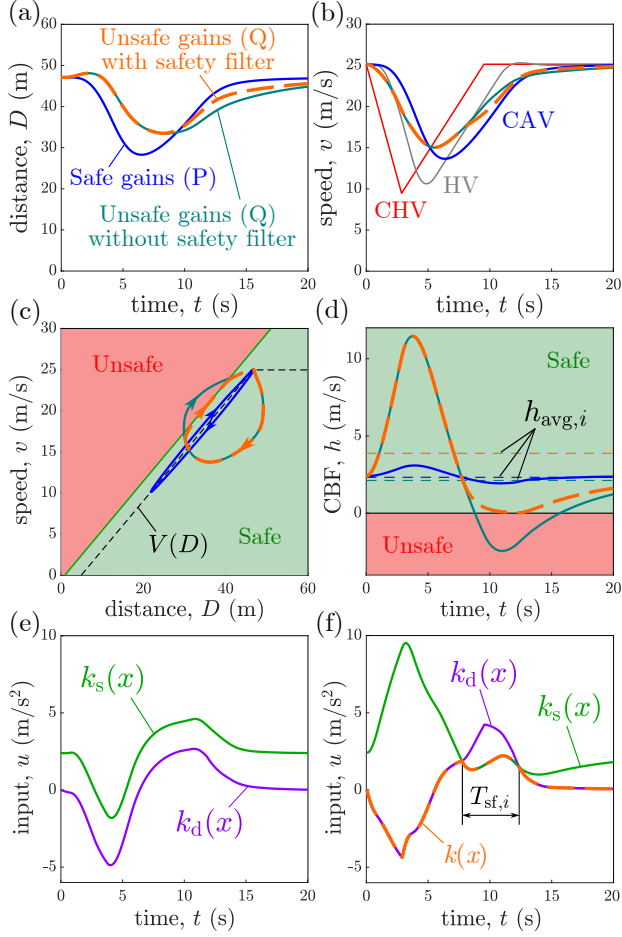 (a)
60
50
40
30
20
10
0
0
5
10
15
20
distance, D (m)
time, t (s)
Unsafe gains (Q)
with safety filter
Safe gains (P)
Unsafe gains (Q)
without safety filter
(b)
30
25
20
15
10
5
0
0
5
10
15
20
speed, v (m/s)
time, t (s)
CAV
HV
CHV
(c)
30
25
20
15
10
5
0
0
20
40
60
speed, v (m/s)
distance, D (m)
Unsafe
Safe
V(D)
(d)
10
5
0
-5
0
5
10
15
20
CBF, h (m/s)
time, t (s)
Safe
h_avg,i
Unsafe
(e)
10
5
0
-5
0
5
10
15
20
input, u (m/s²)
time, t (s)
k_s(x)
k_d(x)
(f)
10
5
0
-5
0
5
10
15
20
input, u (m/s²)
time, t (s)
k_d(x)
k_s(x)
T_sf,i
k(x)